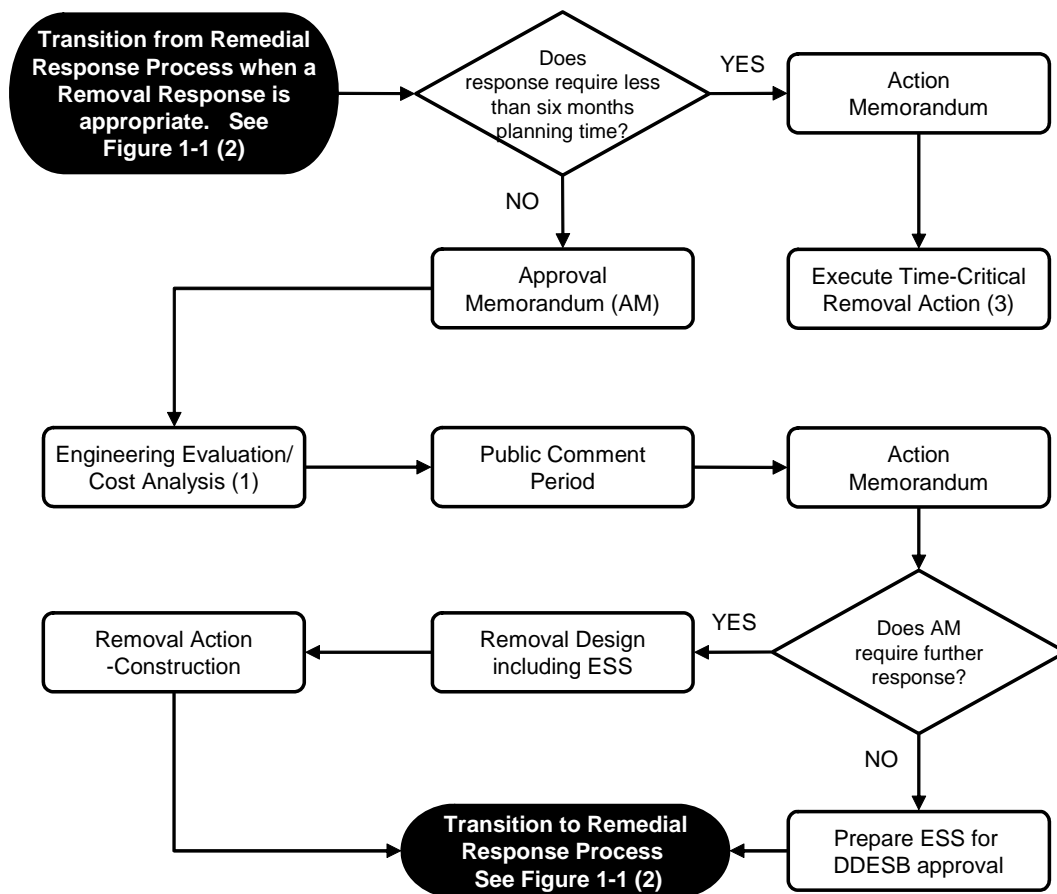 Transition from Remedial
Response Process when a
Removal Response is
appropriate.   See
Figure 1-1 (2)
Does
response require less
than six months
planning time?
YES
Action
Memorandum
NO
Approval
Memorandum (AM)
Execute Time-Critical
Removal Action (3)
Engineering Evaluation/
Cost Analysis (1)
Public Comment
Period
Action
Memorandum
Removal Action
-Construction
Removal Design
including ESS
YES
Does AM
require further
response?
NO
Transition to Remedial
Response Process
See Figure 1-1 (2)
Prepare ESS for
DDESB approval